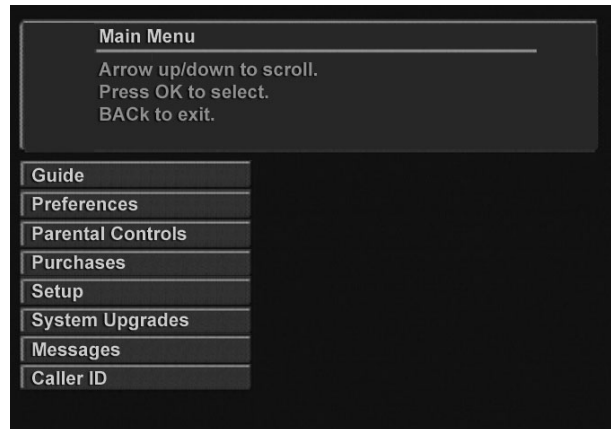 Main Menu
Arrow up/down to scroll.
Press OK to select.
BACk to exit.
Guide
Preferences
Parental Controls
Purchases
Setup
System Upgrades
Messages
Caller ID